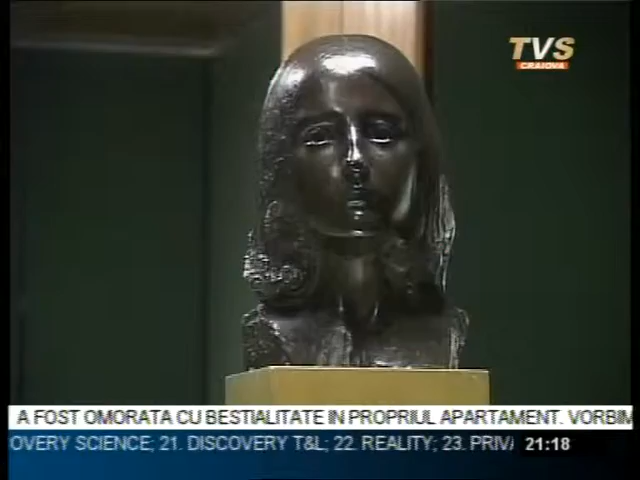 TVS
CRAIOVA
A FOST OMORATA CU BESTIALITATE IN PROPRIUL APARTAMENT. VORBIM
OVERY SCIENCE; 21. DISCOVERY T&L; 22. REALITY; 23. PRIV 21:18